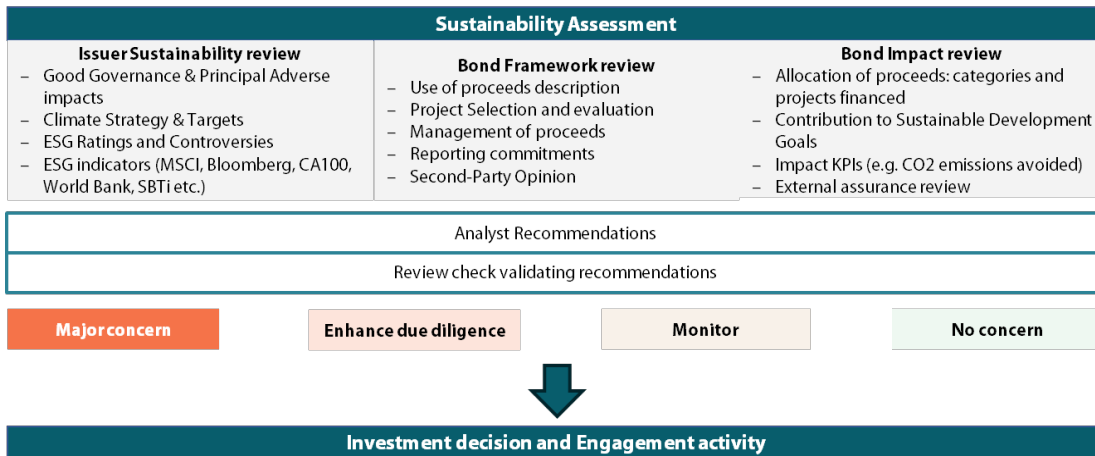 Sustainability Assessment
Issuer Sustainability review
– Good Governance & Principal Adverse
impacts
– Climate Strategy & Targets
– ESG Ratings and Controversies
– ESG indicators (MSCI, Bloomberg, CA100,
World Bank, SBTi etc.)
Bond Framework review
– Use of proceeds description
– Project Selection and evaluation
– Management of proceeds
– Reporting commitments
– Second-Party Opinion
Bond Impact review
– Allocation of proceeds: categories and
projects financed
– Contribution to Sustainable Development
Goals
– Impact KPIs (e.g. CO2 emissions avoided)
– External assurance review
Analyst Recommendations
Review check validating recommendations
Major concern
Enhance due diligence
Monitor
No concern
Investment decision and Engagement activity